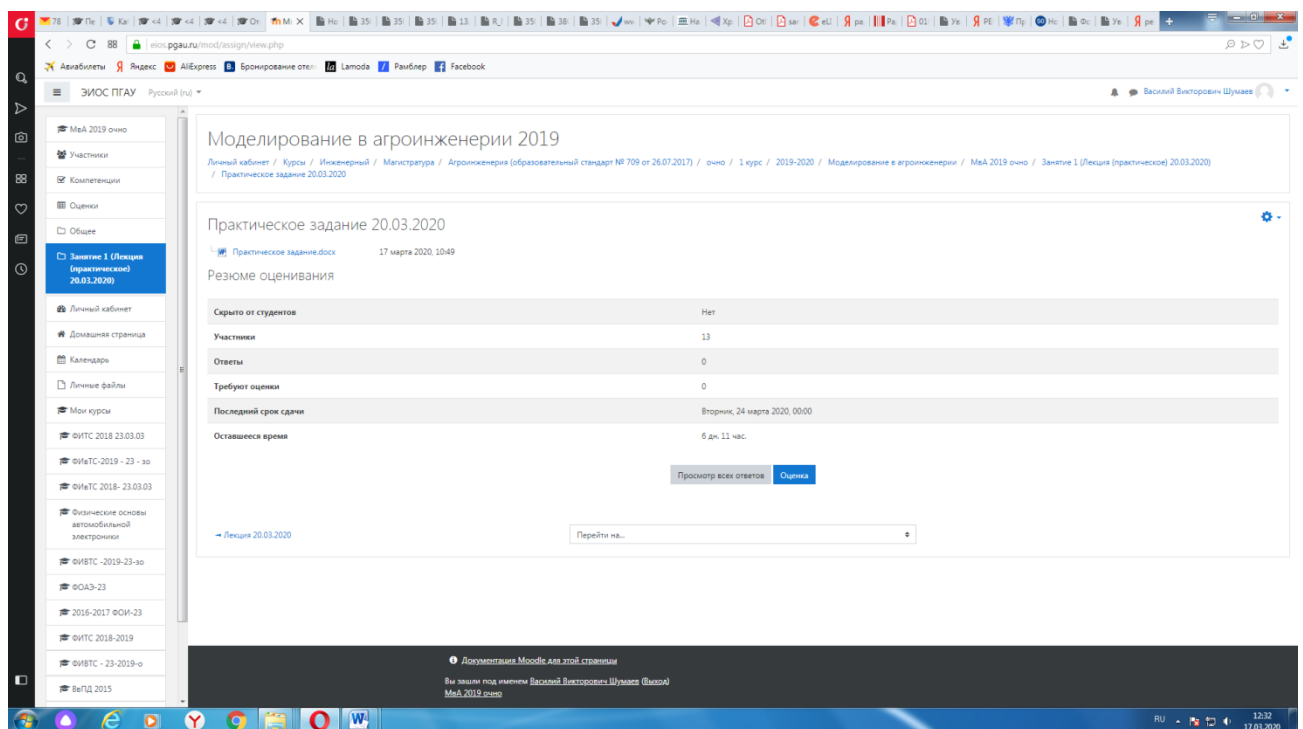 eios.pgau.ru/mod/assign/view.php
Авиабилеты Яндекс AliExpress Бронирование отел Lamoda Рамблер Facebook
ЭИОС ПГАУ Русский (ru)
Василий Викторович Шумаев
МвА 2019 очно
Участники
Компетенции
Оценки
Общее
Занятие 1 (Лекция
(практическое)
20.03.2020)
Личный кабинет
Домашняя страница
Календарь
Личные файлы
Мои курсы
ФИТС 2018 23.03.03
ФИвТС-2019 - 23 - зо
ФИвТС 2018- 23.03.03
Физические основы
автомобильной
электроники
ФИВТС -2019-23-зо
ФОАЭ-23
2016-2017 ФОИ-23
ФИТС 2018-2019
ФИВТС - 23-2019-о
ВвПД 2015
Моделирование в агроинженерии 2019
Личный кабинет / Курсы / Инженерный / Магистратура / Агроинженерия (образовательный стандарт № 709 от 26.07.2017) / очно / 1 курс / 2019-2020 / Моделирование в агроинженерии / МвА 2019 очно / Занятие 1 (Лекция (практическое) 20.03.2020)
/ Практическое задание 20.03.2020
Практическое задание 20.03.2020
Практическое задание.docx 17 марта 2020, 10:49
Резюме оценивания
Скрыто от студентов Нет
Участники 13
Ответы 0
Требуют оценки 0
Последний срок сдачи Вторник, 24 марта 2020, 00:00
Оставшееся время 6 дн. 11 час.
Просмотр всех ответов Оценка
→ Лекция 20.03.2020 Перейти на...
Документация Moodle для этой страницы
Вы зашли под именем Василий Викторович Шумаев (Выход)
МвА 2019 очно
RU 12:32
17.03.2020